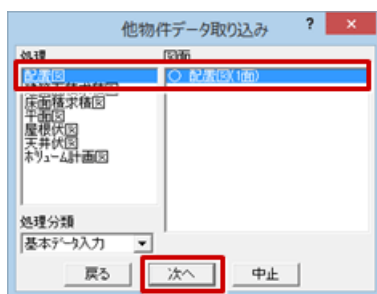 他物件データ取り込み ? ×
処理
図面
配置図
○ 配置図(1面)
床面積求積図
平面図
屋根伏図
天井伏図
ボリューム計画図
処理分類
基本データ入力
戻る
次へ
中止